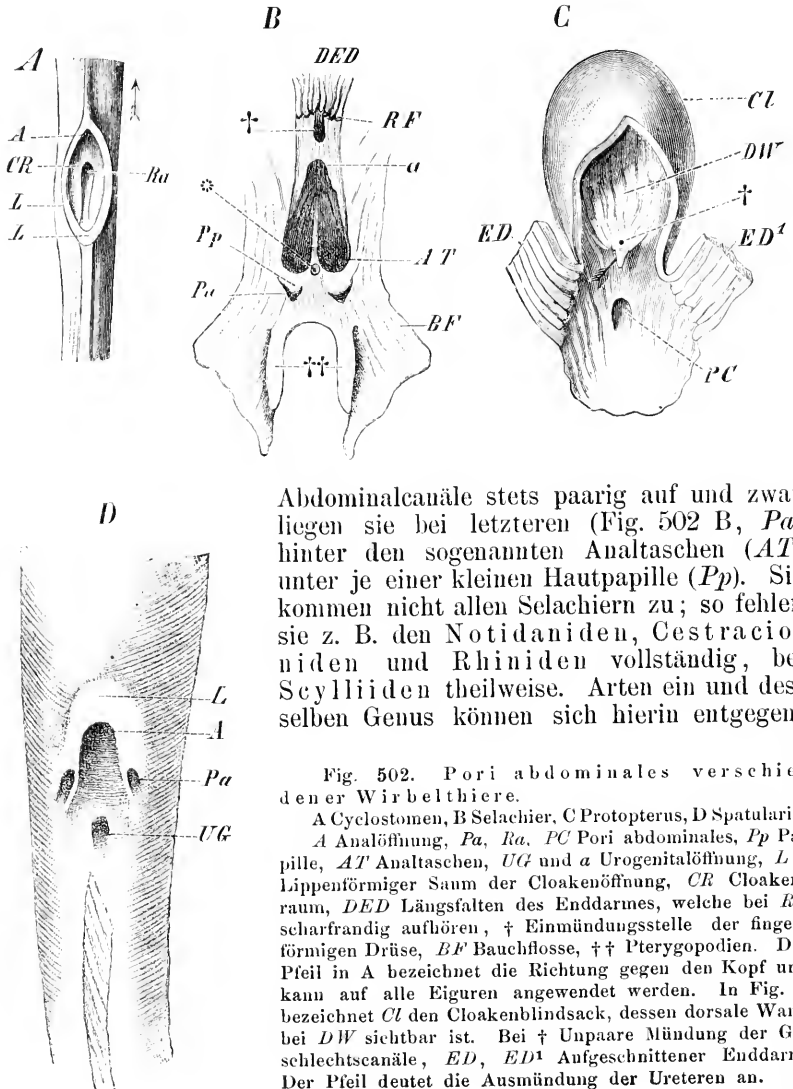 A
B
C
A
CR
L
L
Ra
DED
†
RF
a
Pp
Pa
AT
BF
††
Cl
DW
†
ED
ED¹
PC
D
L
A
Pa
UG
Abdominalcanäle stets paarig auf und zwa
liegen sie bei letzteren (Fig. 502 B, Pa
hinter den sogenannten Analtaschen (AT
unter je einer kleinen Hautpapille (Pp). Si
kommen nicht allen Selachiern zu; so fehlen
sie z. B. den Notidaniden, Cestracio
niden und Rhiniden vollständig, be
Scylliiden theilweise. Arten ein und des
selben Genus können sich hierin entgegen
Fig. 502. Pori abdominales verschie
dener Wirbelthiere.
A Cyclostomen, B Selachier, C Protopterus, D Spatulari
A Analöffnung, Pa, Ra, PC Pori abdominales, Pp Pa
pille, AT Analtaschen, UG und a Urogenitalöffnung, L
Lippenförmiger Saum der Cloakenöffnung, CR Cloaken
raum, DED Längsfalten des Enddarmes, welche bei R
scharfrandig aufhören, † Einmündungsstelle der finge
förmigen Drüse, BF Bauchflosse, †† Pterygopodien. D
Pfeil in A bezeichnet die Richtung gegen den Kopf un
kann auf alle Eiguren angewendet werden. In Fig.
bezeichnet Cl den Cloakenblindsack, dessen dorsale Wan
bei DW sichtbar ist. Bei † Unpaare Mündung der G
schlechtscanäle, ED, ED¹ Aufgeschnittener Enddarm
Der Pfeil deutet die Ausmündung der Ureteren an.